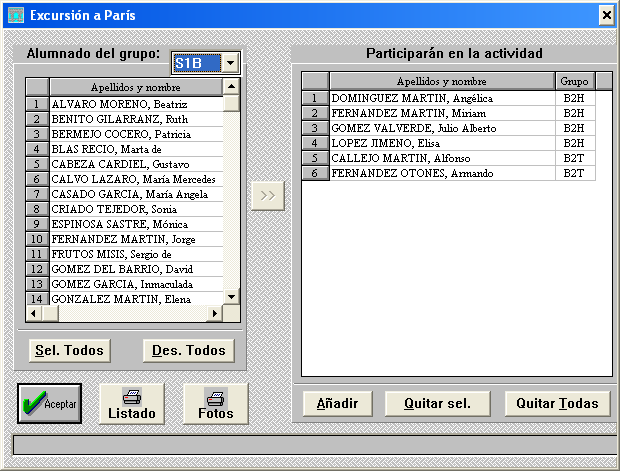 Excursión a París
Alumnado del grupo: S1B
Apellidos y nombre
1 ALVARO MORENO, Beatriz
2 BENITO GILARRANZ, Ruth
3 BERMEJO COCERO, Patricia
4 BLAS RECIO, Marta de
5 CABEZA CARDIEL, Gustavo
6 CALVO LAZARO, María Mercedes
7 CASADO GARCIA, María Angela
8 CRIADO TEJEDOR, Sonia
9 ESPINOSA SASTRE, Mónica
10 FERNANDEZ MARTIN, Jorge
11 FRUTOS MISIS, Sergio de
12 GOMEZ DEL BARRIO, David
13 GOMEZ GARCIA, Inmaculada
14 GONZALEZ MARTIN, Elena
Sel. Todos Des. Todos
Aceptar Listado Fotos
>>
Participarán en la actividad
Apellidos y nombre Grupo
1 DOMINGUEZ MARTIN, Angélica B2H
2 FERNANDEZ MARTIN, Miriam B2H
3 GOMEZ VALVERDE, Julio Alberto B2H
4 LOPEZ JIMENO, Elisa B2H
5 CALLEJO MARTIN, Alfonso B2T
6 FERNANDEZ OTONES, Armando B2T
Añadir Quitar sel. Quitar Todas